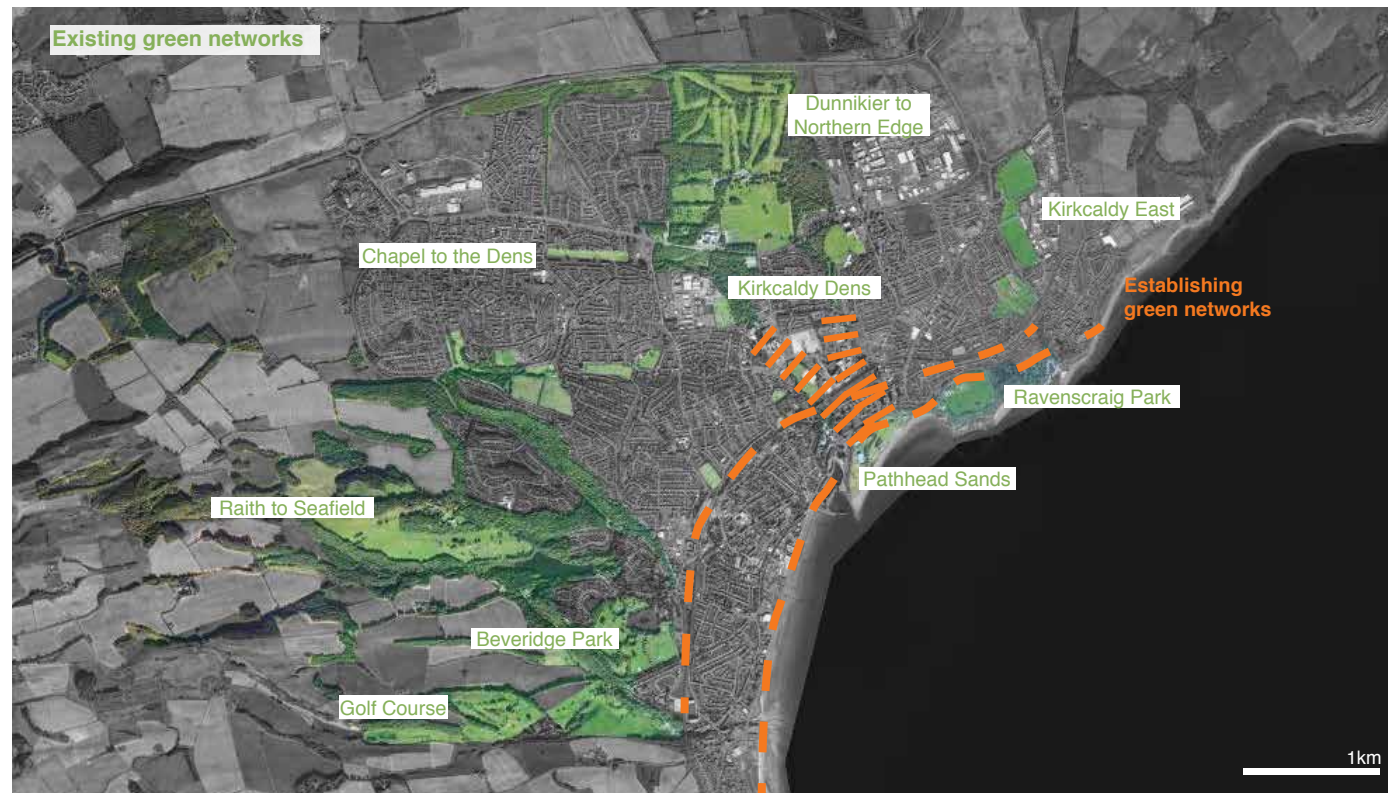 Existing green networks
Dunnikier to
Northern Edge
Kirkcaldy East
Chapel to the Dens
Kirkcaldy Dens
Establishing
green networks
Ravenscraig Park
Pathhead Sands
Raith to Seafield
Beveridge Park
Golf Course
1km